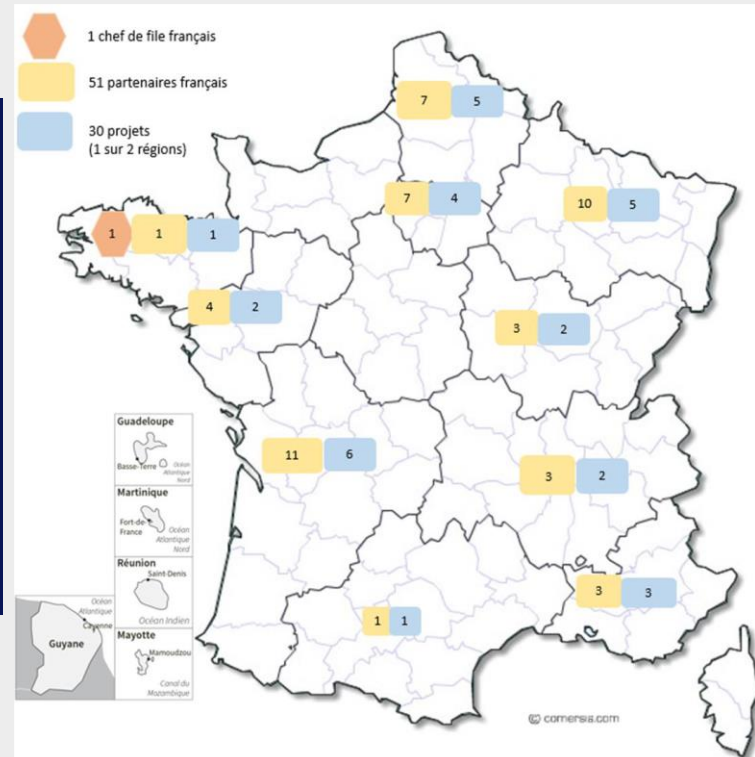 1 chef de file français
51 partenaires français
30 projets
(1 sur 2 régions)
7 5
7 4
10 5
1 1 1
4 2
3 2
11 6
3 2
3 3
1 1
Guadeloupe
Basse-Terre
Océan
Atlantique
Nord
Martinique
Fort-de-
France
Océan
Atlantique
Nord
Réunion
Saint-Denis
Océan Indien
Mayotte
Mamoudzou
Canal du
Mozambique
Océan
Atlantique
Cayenne
Guyane
© comersis.com